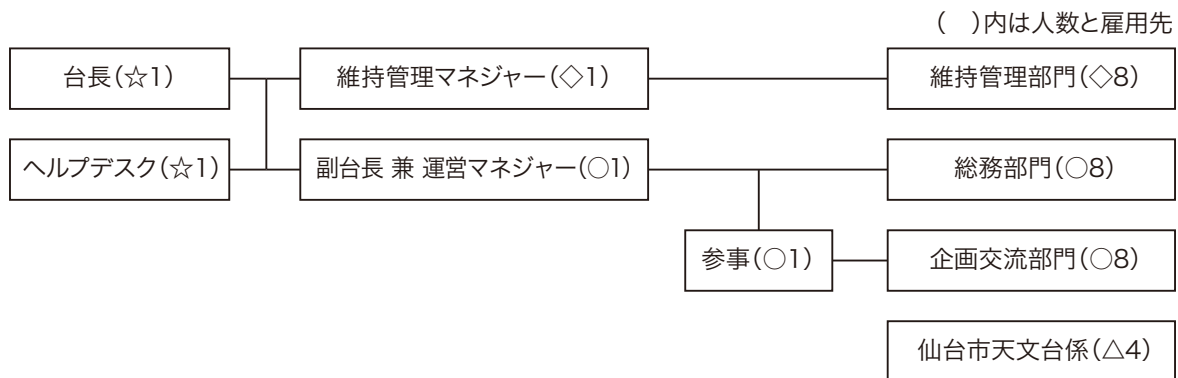 (　)内は人数と雇用先
台長(☆1)
維持管理マネジャー(◇1)
維持管理部門(◇8)
ヘルプデスク(☆1)
副台長 兼 運営マネジャー(○1)
総務部門(○8)
参事(○1)
企画交流部門(○8)
仙台市天文台係(△4)